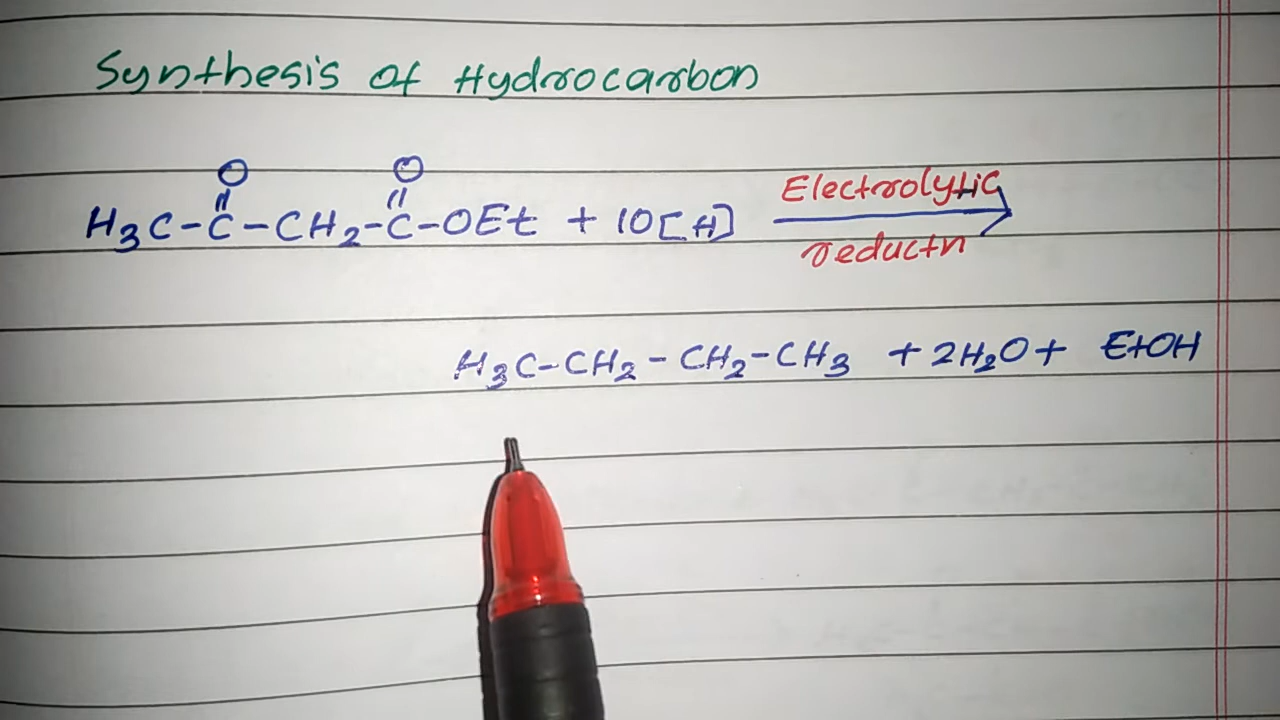 Synthesis of Hydrocarbon
O O
|| ||
H3C-C-CH2-C-OEt + 10[H] Electrolytic
reductn
H3C-CH2-CH2-CH3 + 2H2O + EtOH